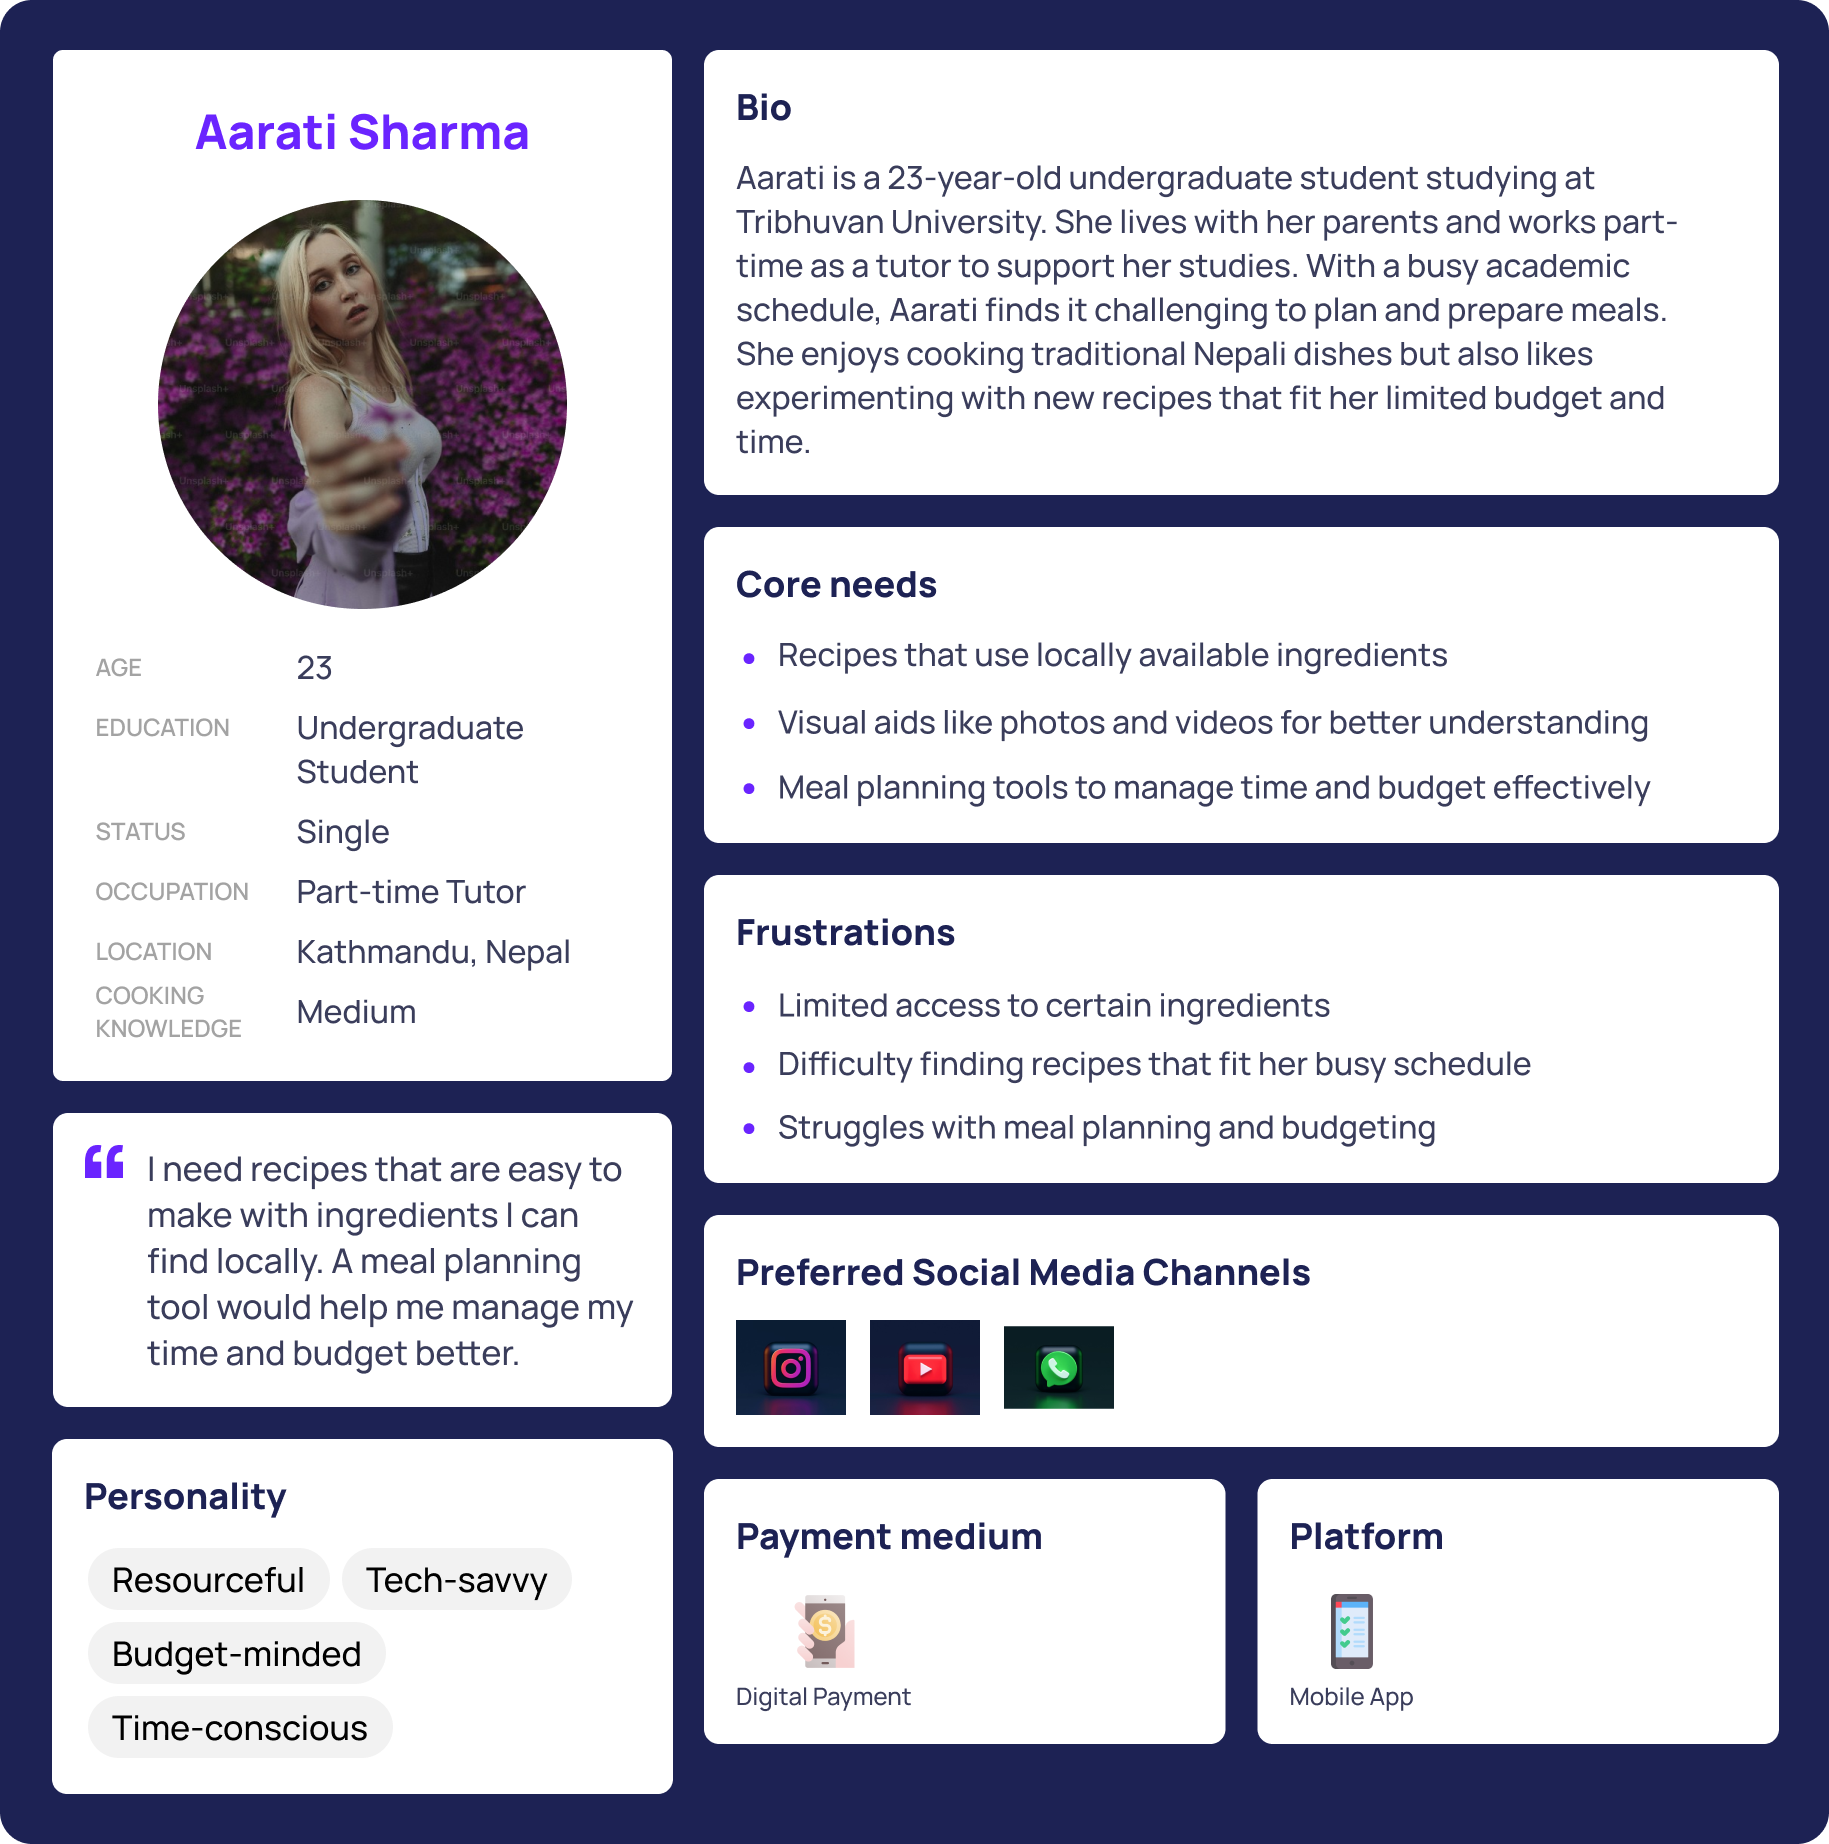 Aarati Sharma
AGE 23
EDUCATION Undergraduate
Student
STATUS Single
OCCUPATION Part-time Tutor
LOCATION Kathmandu, Nepal
COOKING
KNOWLEDGE Medium
“ I need recipes that are easy to
make with ingredients I can
find locally. A meal planning
tool would help me manage my
time and budget better.
Personality
Resourceful Tech-savvy
Budget-minded
Time-conscious
Bio
Aarati is a 23-year-old undergraduate student studying at
Tribhuvan University. She lives with her parents and works part-
time as a tutor to support her studies. With a busy academic
schedule, Aarati finds it challenging to plan and prepare meals.
She enjoys cooking traditional Nepali dishes but also likes
experimenting with new recipes that fit her limited budget and
time.
Core needs
• Recipes that use locally available ingredients
• Visual aids like photos and videos for better understanding
• Meal planning tools to manage time and budget effectively
Frustrations
• Limited access to certain ingredients
• Difficulty finding recipes that fit her busy schedule
• Struggles with meal planning and budgeting
Preferred Social Media Channels
Payment medium
$
Digital Payment
Platform
Mobile App